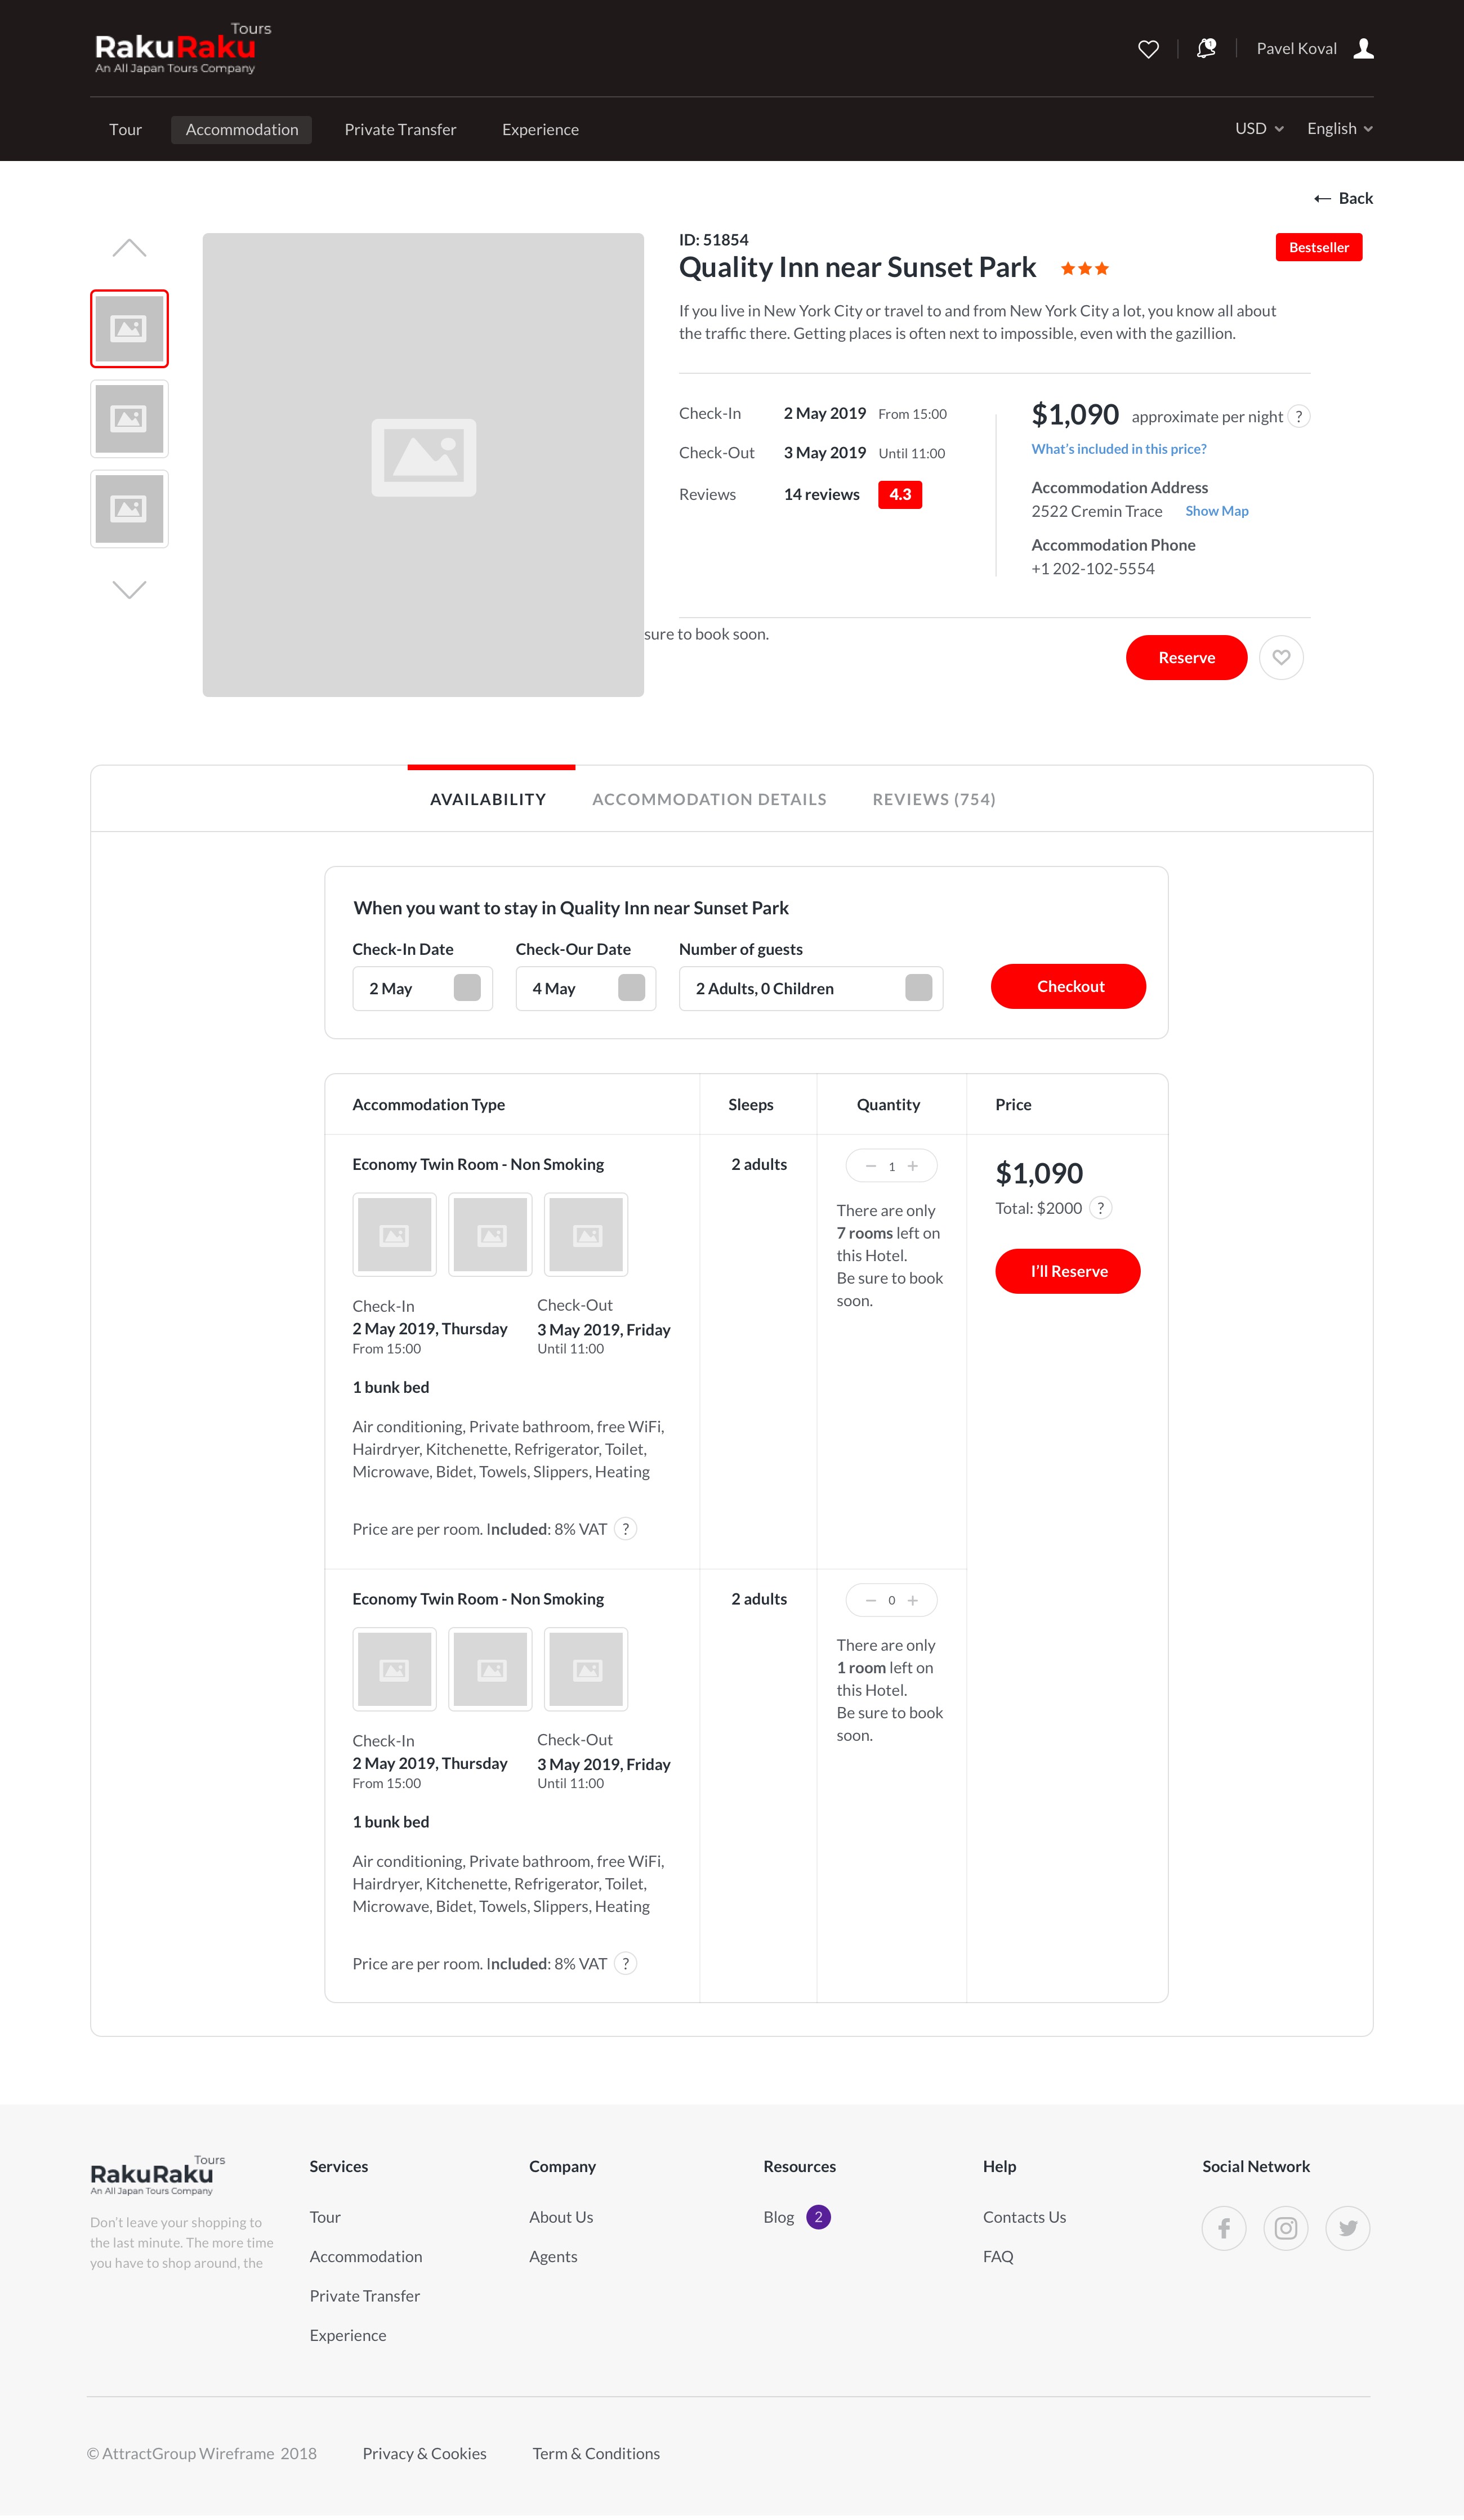 Tours
RakuRaku
An All Japan Tours Company
1
Pavel Koval
Tour
Accommodation
Private Transfer
Experience
USD
English
Back
ID: 51854
Quality Inn near Sunset Park
Bestseller
If you live in New York City or travel to and from New York City a lot, you know all about
the traffic there. Getting places is often next to impossible, even with the gazillion.
Check-In 2 May 2019 From 15:00
Check-Out 3 May 2019 Until 11:00
Reviews 14 reviews 4.3
$1,090 approximate per night ?
What's included in this price?
Accommodation Address
2522 Cremin Trace Show Map
Accommodation Phone
+1 202-102-5554
sure to book soon.
Reserve
AVAILABILITY
ACCOMMODATION DETAILS
REVIEWS (754)
When you want to stay in Quality Inn near Sunset Park
Check-In Date
Check-Our Date
Number of guests
2 May
4 May
2 Adults, 0 Children
Checkout
Accommodation Type
Sleeps
Quantity
Price
Economy Twin Room - Non Smoking
2 adults
1
There are only
7 rooms left on
this Hotel.
Be sure to book
soon.
$1,090
Total: $2000 ?
I'll Reserve
Check-In
2 May 2019, Thursday
From 15:00
Check-Out
3 May 2019, Friday
Until 11:00
1 bunk bed
Air conditioning, Private bathroom, free WiFi,
Hairdryer, Kitchenette, Refrigerator, Toilet,
Microwave, Bidet, Towels, Slippers, Heating
Price are per room. Included: 8% VAT ?
Economy Twin Room - Non Smoking
2 adults
0
There are only
1 room left on
this Hotel.
Be sure to book
soon.
Check-In
2 May 2019, Thursday
From 15:00
Check-Out
3 May 2019, Friday
Until 11:00
1 bunk bed
Air conditioning, Private bathroom, free WiFi,
Hairdryer, Kitchenette, Refrigerator, Toilet,
Microwave, Bidet, Towels, Slippers, Heating
Price are per room. Included: 8% VAT ?
Tours
RakuRaku
An All Japan Tours Company
Don't leave your shopping to
the last minute. The more time
you have to shop around, the
Services
Tour
Accommodation
Private Transfer
Experience
Company
About Us
Agents
Resources
Blog 2
Help
Contacts Us
FAQ
Social Network
© AttractGroup Wireframe 2018
Privacy & Cookies
Term & Conditions